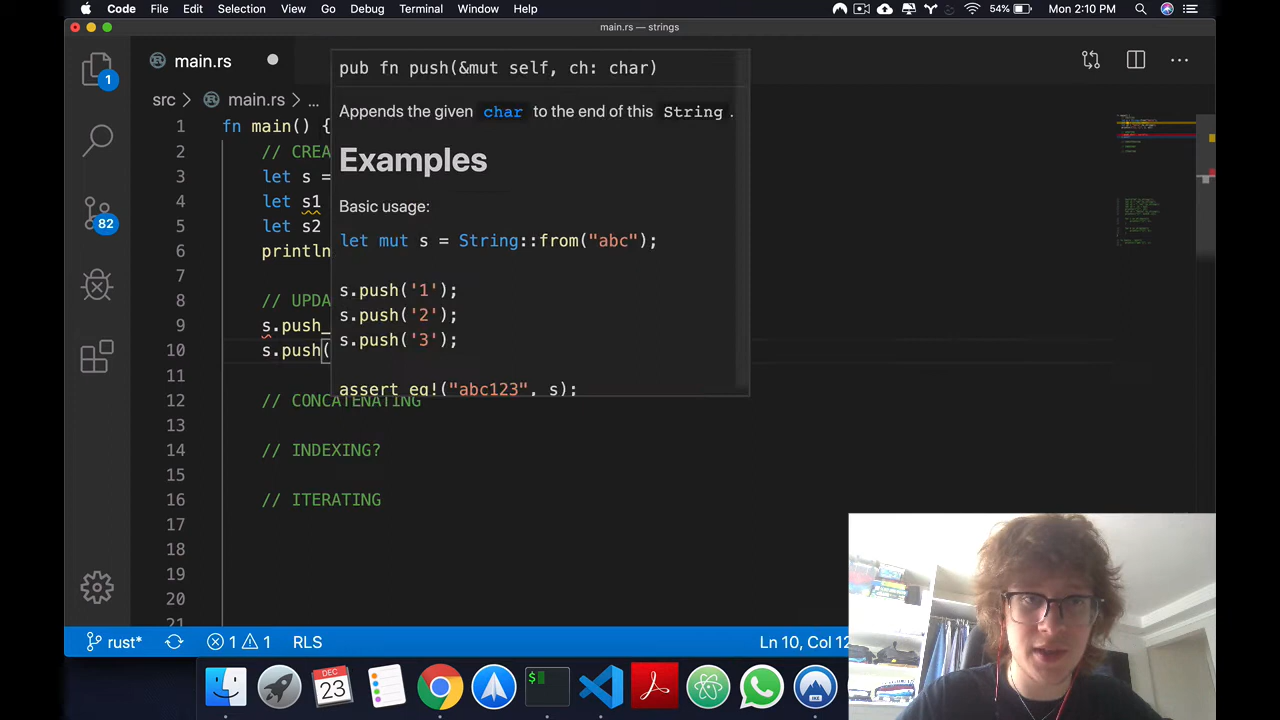 Code File Edit Selection View Go Debug Terminal Window Help 54% Mon 2:10 PM
main.rs — strings
main.rs
src > main.rs > ...
pub fn push(&mut self, ch: char)
Appends the given char to the end of this String.
Examples
Basic usage:
let mut s = String::from("abc");
s.push('1');
s.push('2');
s.push('3');
assert_eq!("abc123", s);
1 fn main() {
2 // CREA
3 let s =
4 let s1
5 let s2
6 println
7
8 // UPDA
9 s.push_
10 s.push(
11
12 // CONCATENATING
13
14 // INDEXING?
15
16 // ITERATING
17
18
19
20
21
1
82
rust* 1 1 RLS Ln 10, Col 12
DEC
23
$
IKE